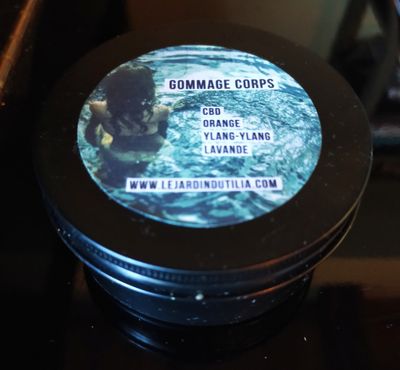 GOMMAGE CORPS
CBD
ORANGE
YLANG-YLANG
LAVANDE
WWW.LEJARDINDUTILIA.COM